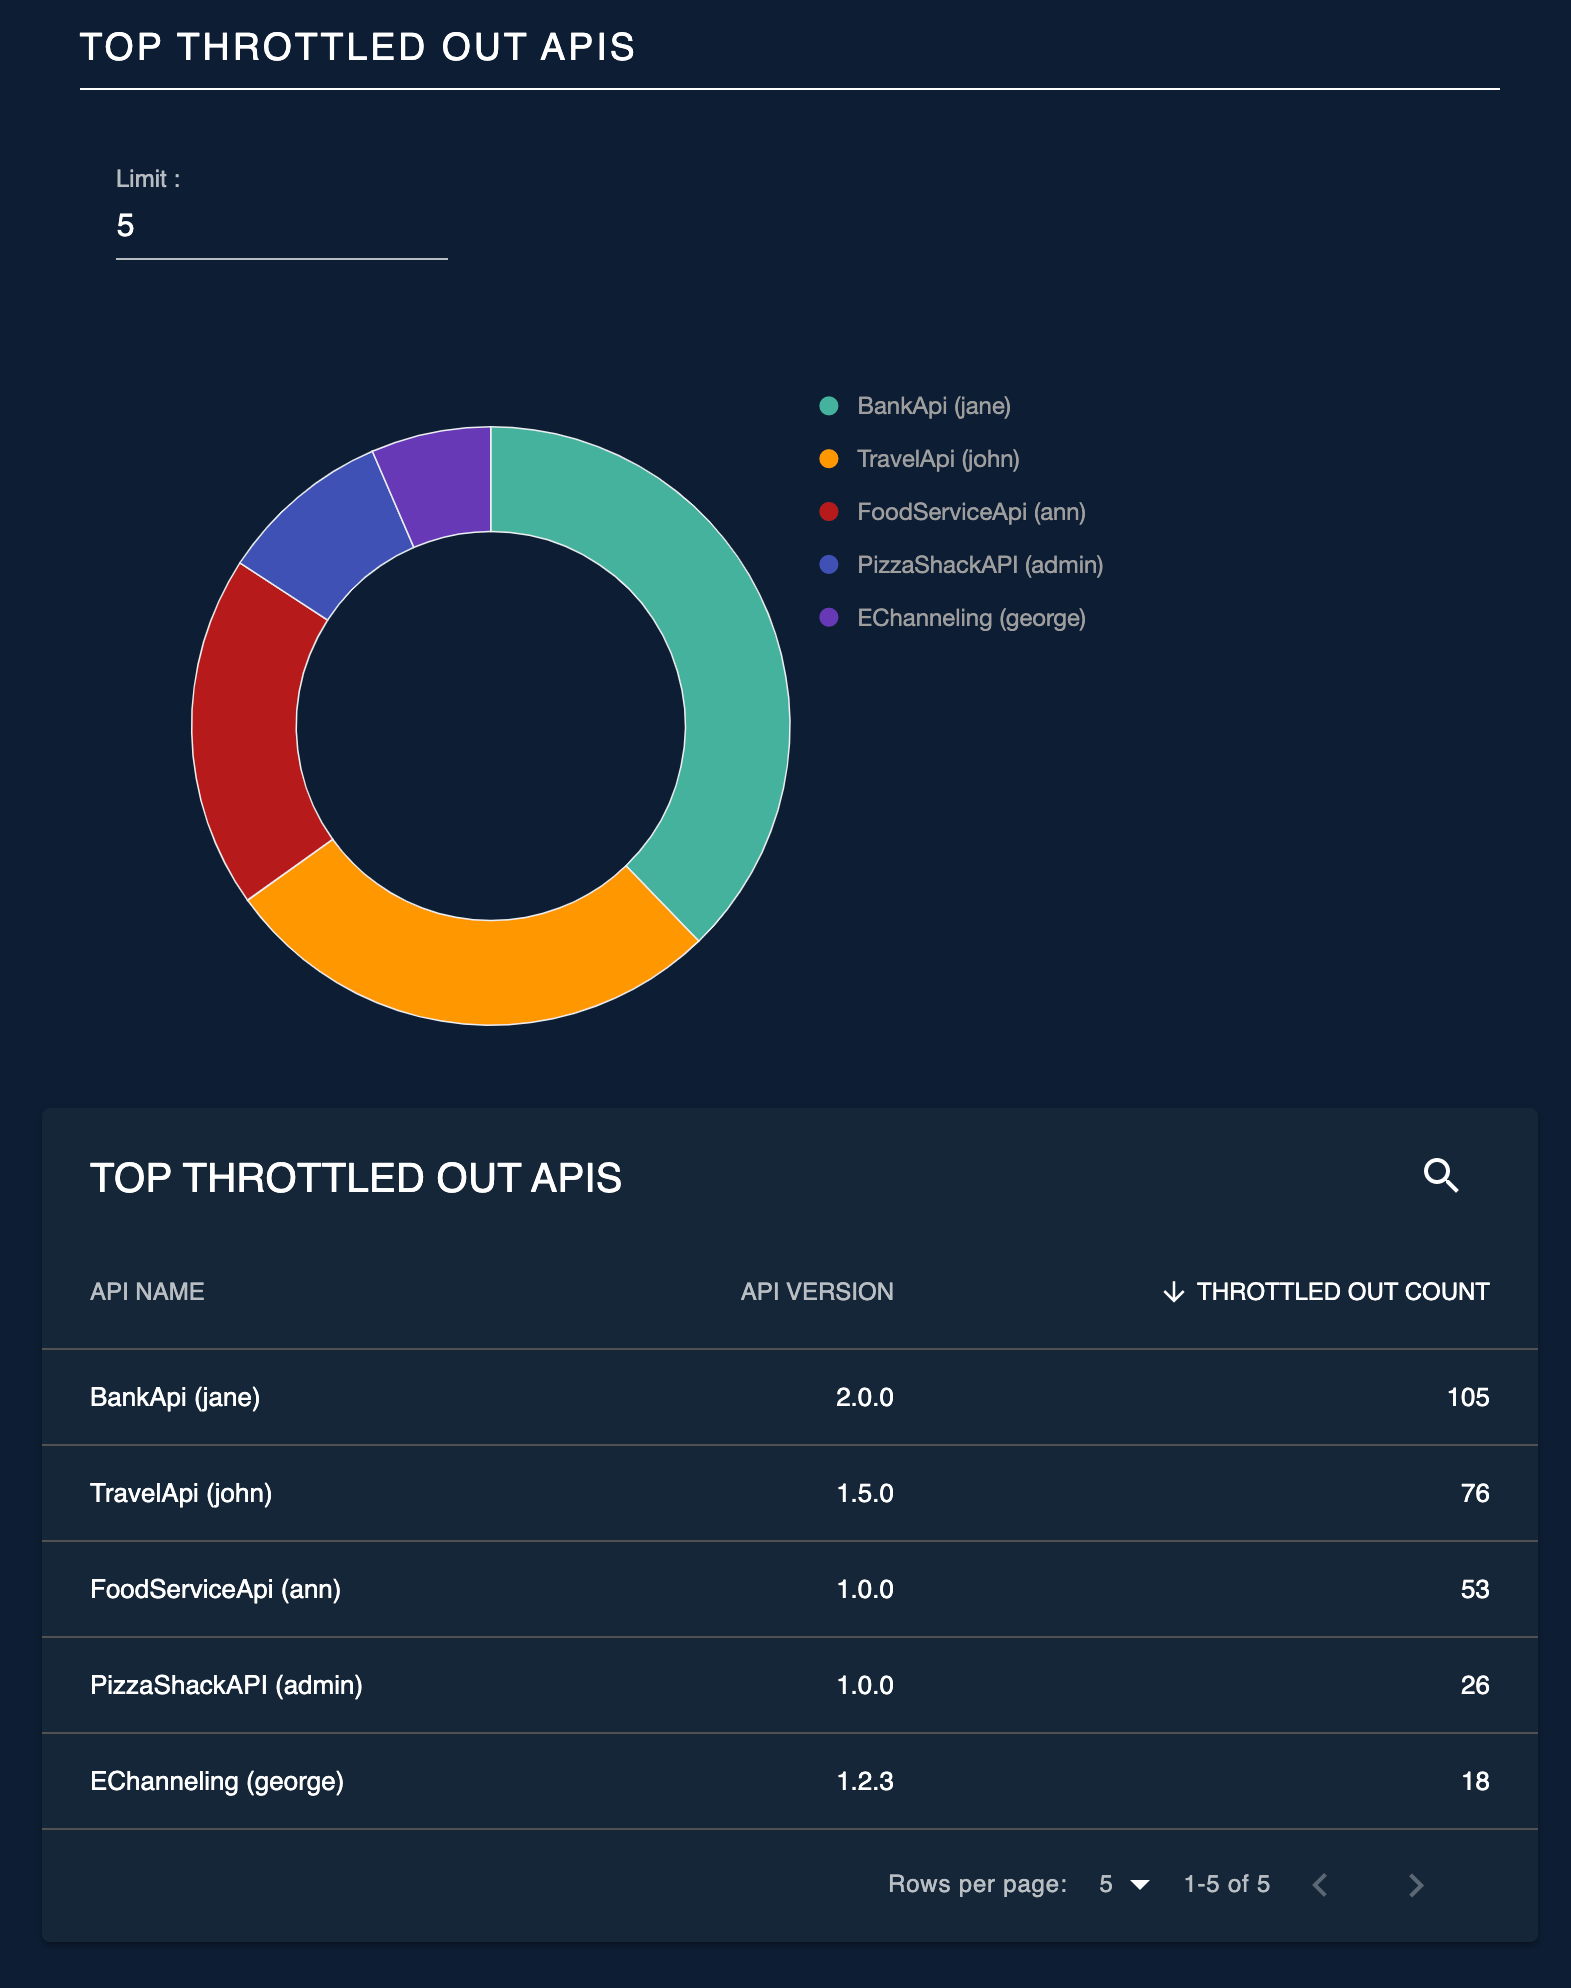 TOP THROTTLED OUT APIS
Limit :
5
BankApi (jane)
TravelApi (john)
FoodServiceApi (ann)
PizzaShackAPI (admin)
EChanneling (george)
TOP THROTTLED OUT APIS
API NAME API VERSION THROTTLED OUT COUNT
BankApi (jane) 2.0.0 105
TravelApi (john) 1.5.0 76
FoodServiceApi (ann) 1.0.0 53
PizzaShackAPI (admin) 1.0.0 26
EChanneling (george) 1.2.3 18
Rows per page: 5 1-5 of 5